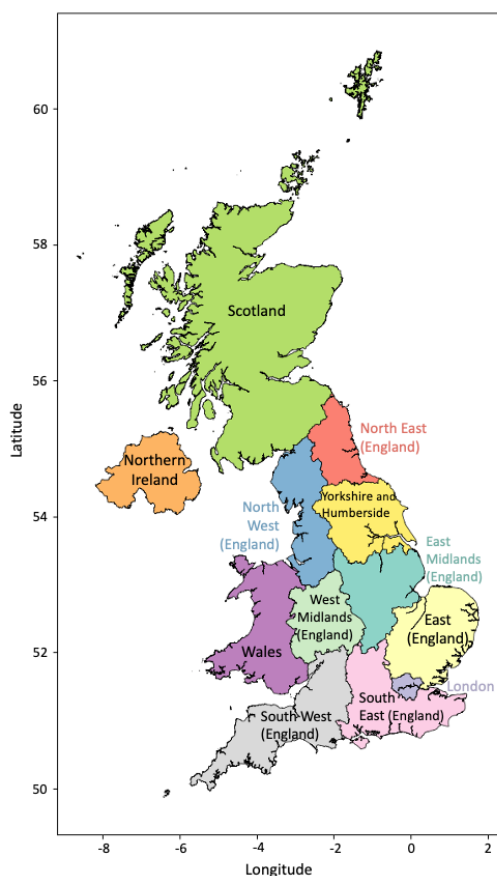 60
58
Scotland
56
Latitude
North East
(England)
Northern
Ireland
54
North
West
(England)
Yorkshire and
Humberside
East
Midlands
(England)
West
Midlands
(England)
East
(England)
Wales
52
London
South
East (England)
South West
(England)
50
-8
-6
-4
-2
0
2
Longitude